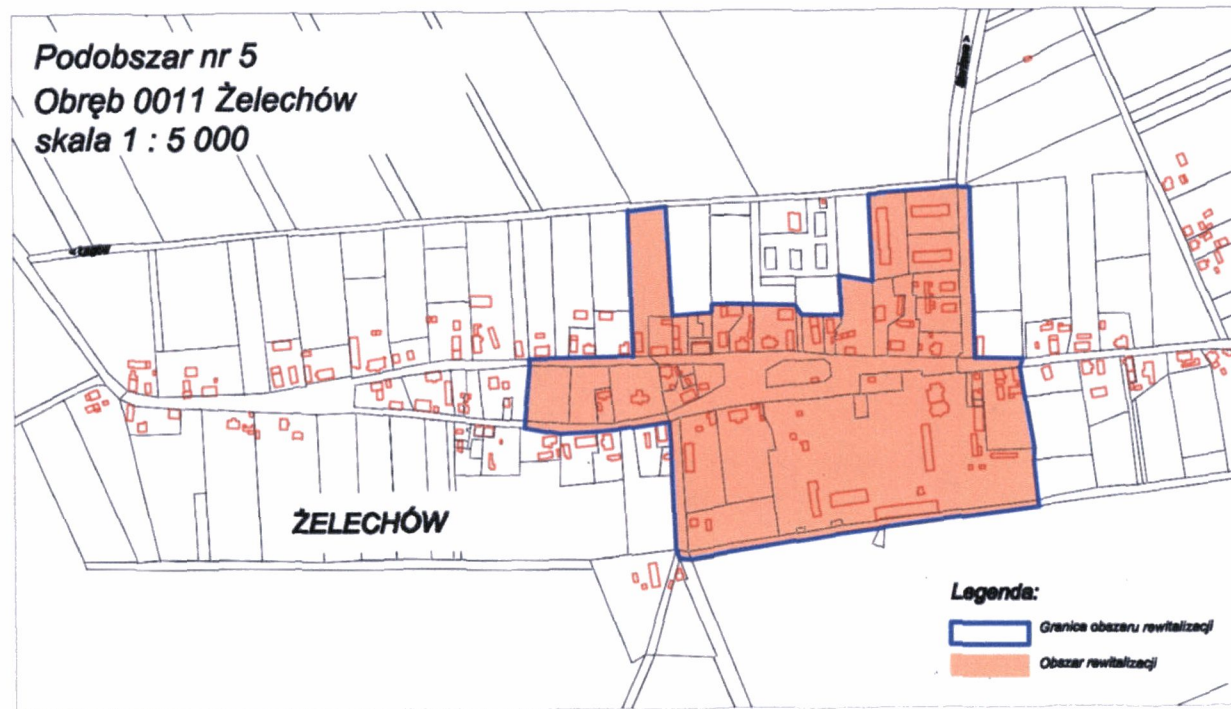 Podobszar nr 5
Obręb 0011 Żelechów
skala 1 : 5 000
ŻELECHÓW
Legenda:
Granica obszaru rewitalizacji
Obszar rewitalizacji